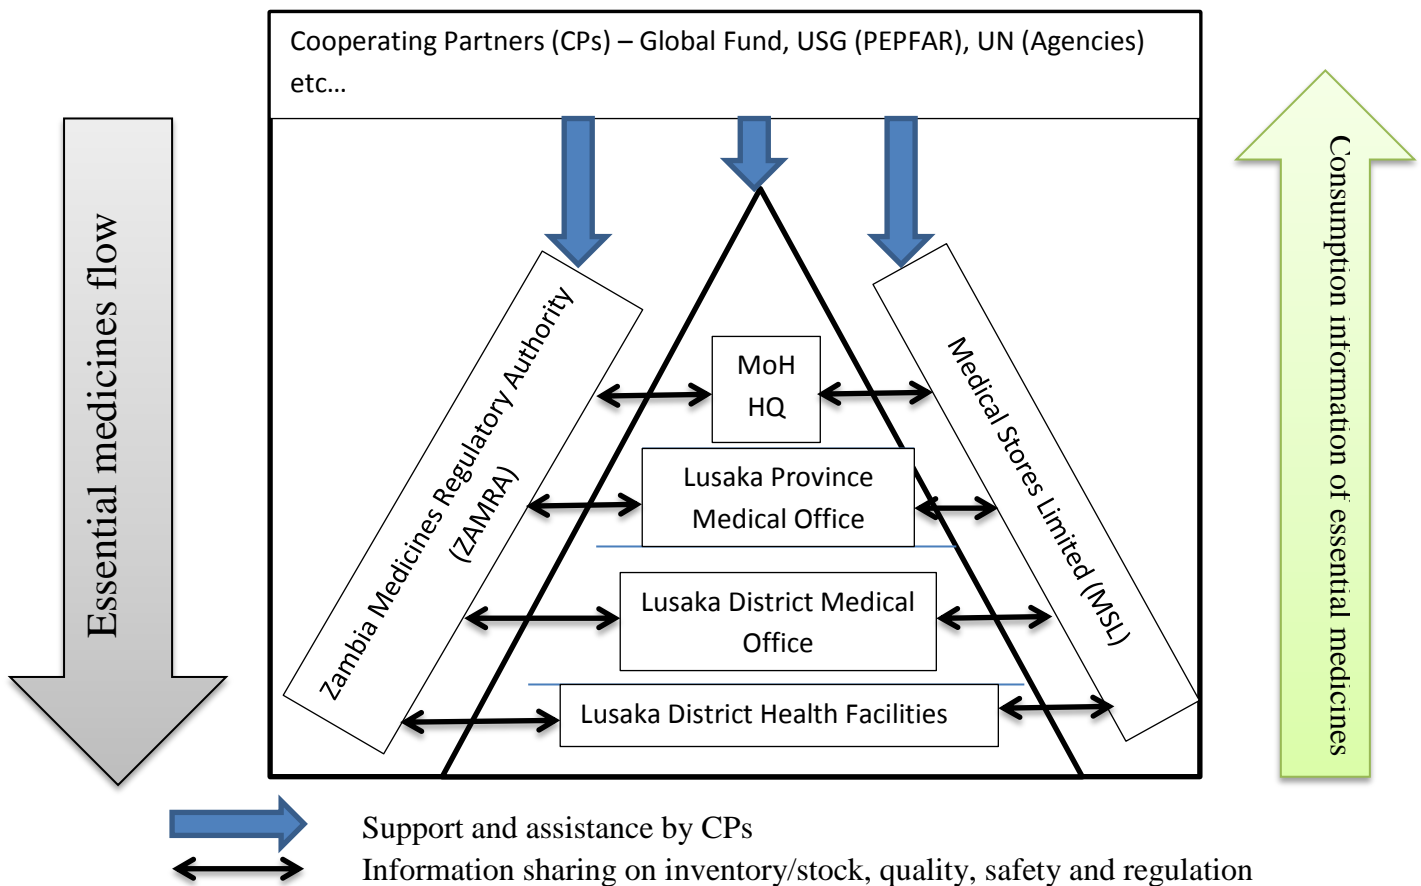 Cooperating Partners (CPs) – Global Fund, USG (PEPFAR), UN (Agencies)
etc…
Essential medicines flow
Consumption information of essential medicines
Zambia Medicines Regulatory Authority
(ZAMRA)
Medical Stores Limited (MSL)
MoH
HQ
Lusaka Province
Medical Office
Lusaka District Medical
Office
Lusaka District Health Facilities
Support and assistance by CPs
Information sharing on inventory/stock, quality, safety and regulation